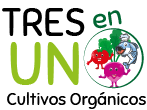 TRES en
UNO
Cultivos Orgánicos